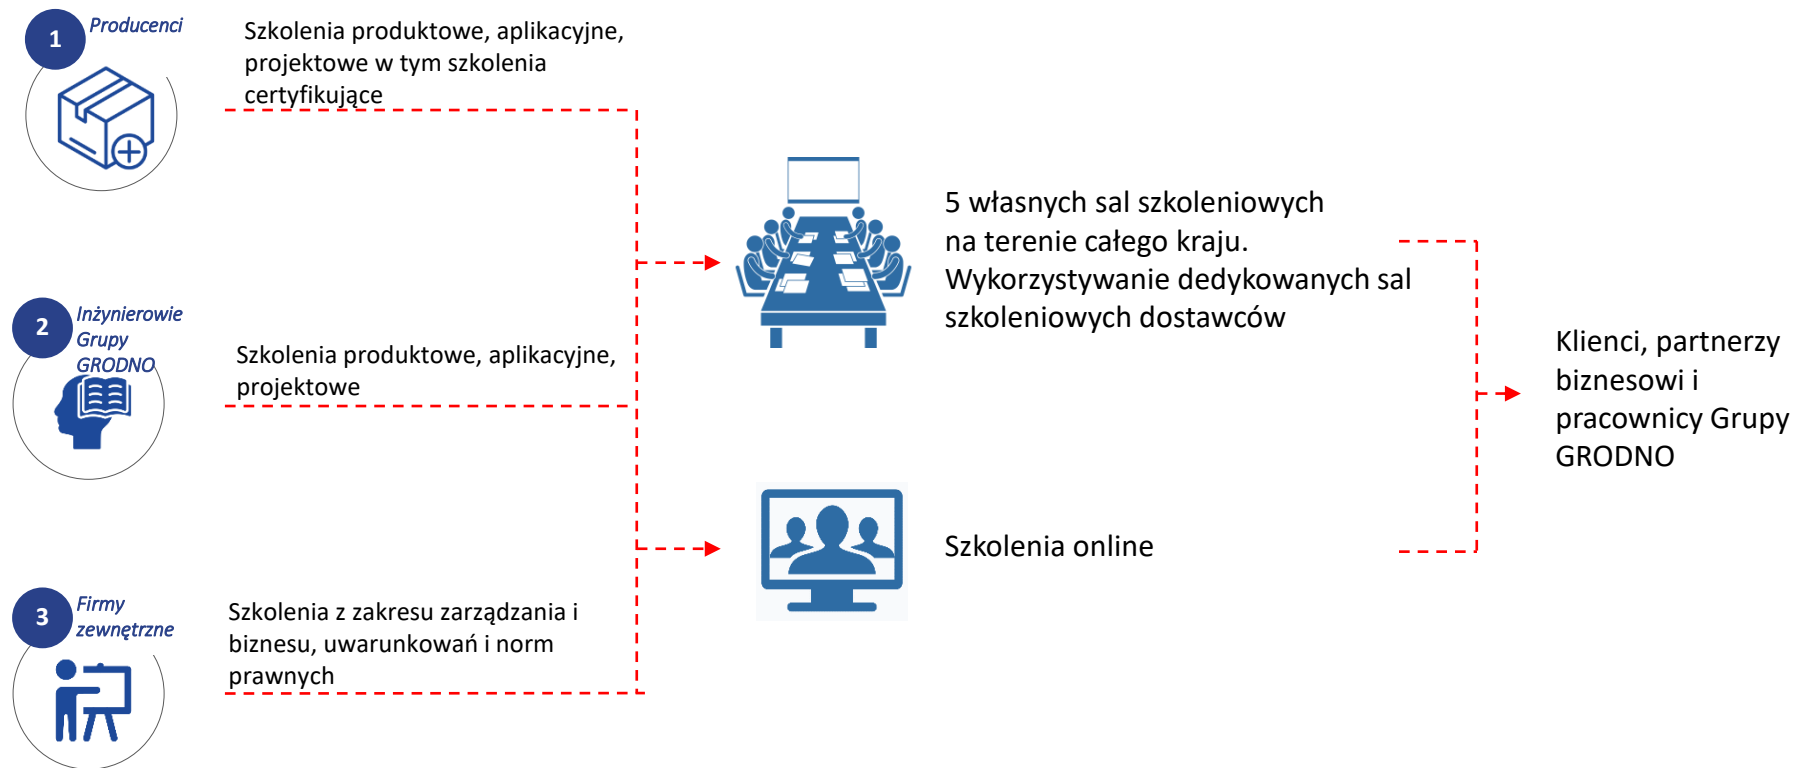 1
Producenci
Szkolenia produktowe, aplikacyjne,
projektowe w tym szkolenia
certyfikujące
5 własnych sal szkoleniowych
na terenie całego kraju.
Wykorzystywanie dedykowanych sal
szkoleniowych dostawców
2
Inżynierowie
Grupy
GRODNO
Szkolenia produktowe, aplikacyjne,
projektowe
Klienci, partnerzy
biznesowi i
pracownicy Grupy
GRODNO
Szkolenia online
3
Firmy
zewnętrzne
Szkolenia z zakresu zarządzania i
biznesu, uwarunkowań i norm
prawnych